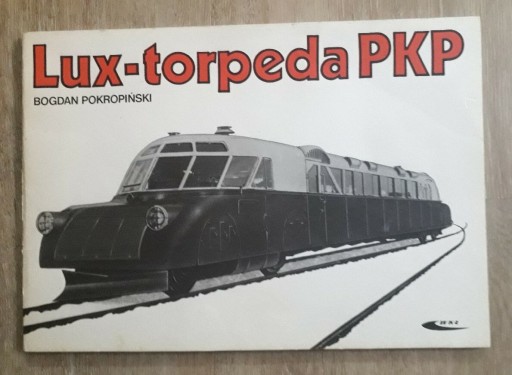 Lux-torpeda PKP
BOGDAN POKROPIŃSKI